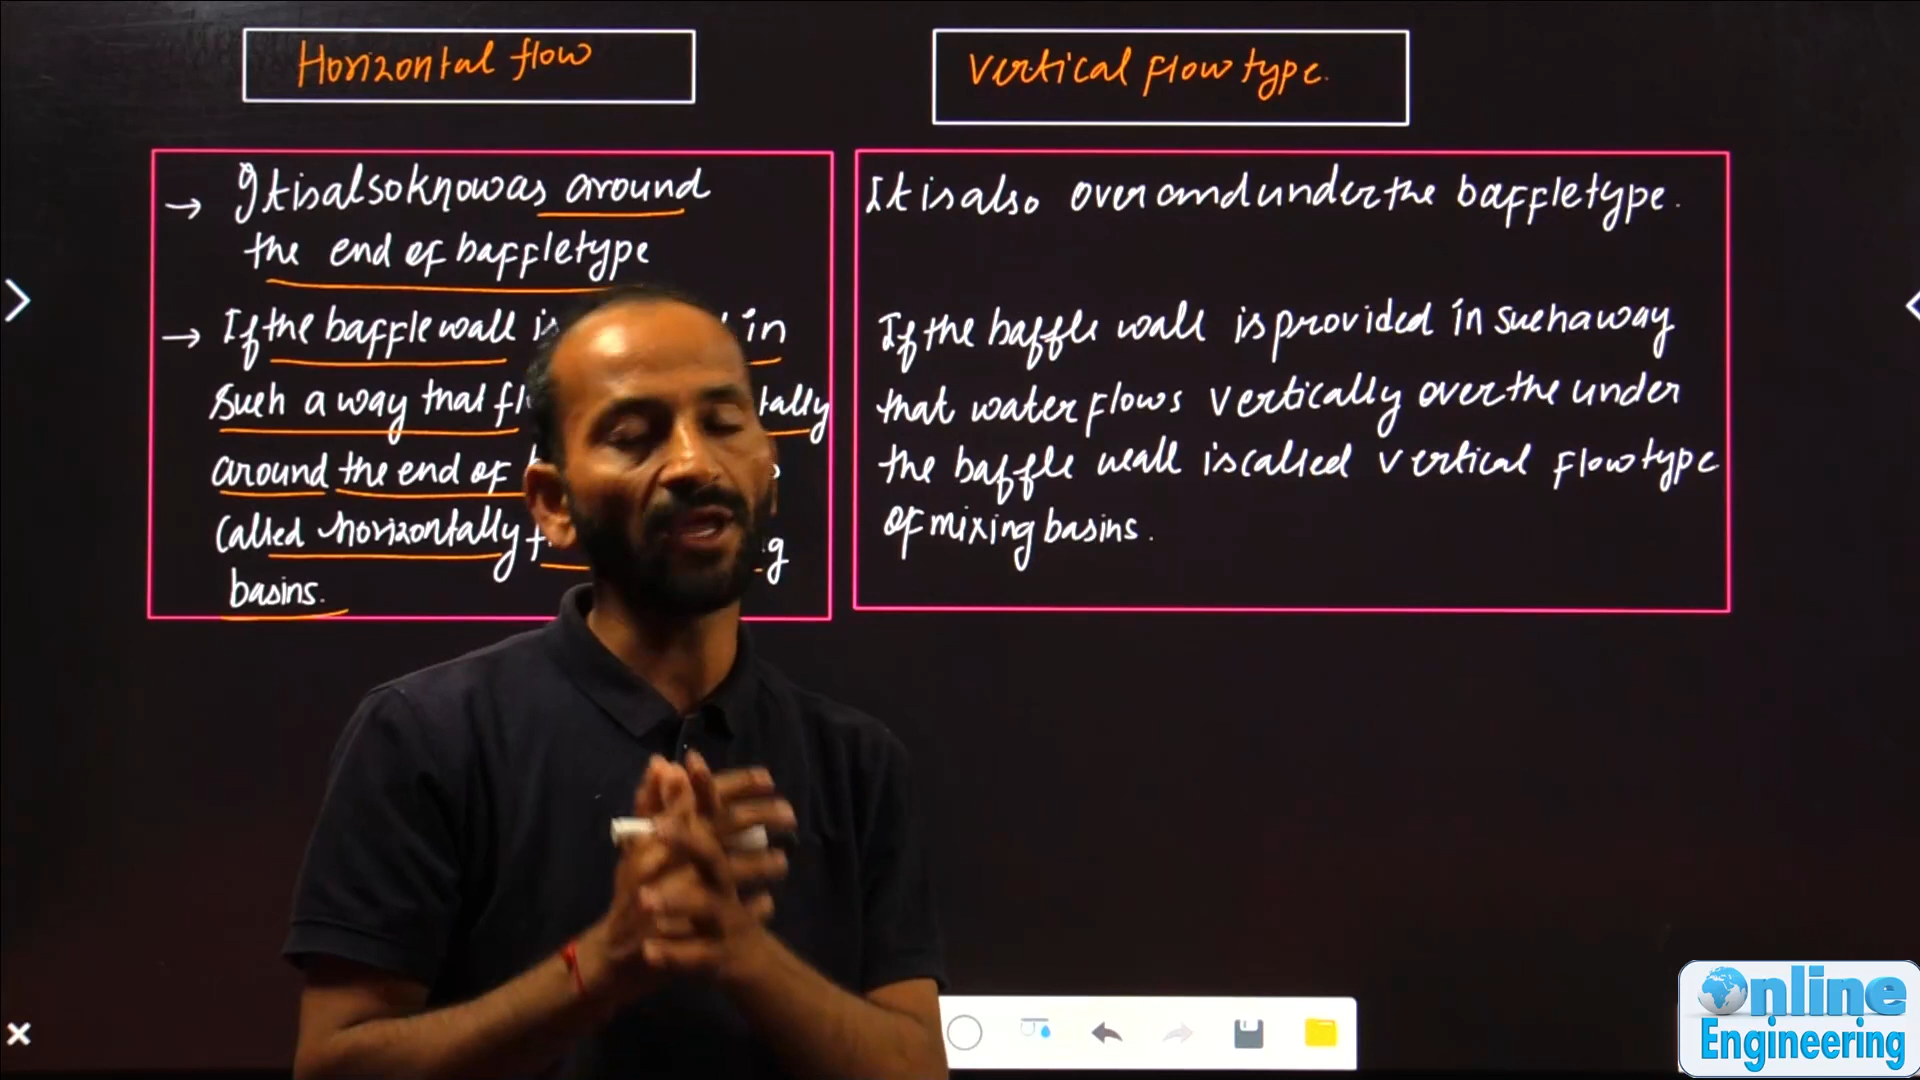 Horizontal flow
Vertical flow type.
→ It is also know as around
the end of baffle type
→ If the baffle wall in
such a way that
around the end of
called horizontally
basins.
It is also over and under the baffle type.
If the baffle wall is provided in such a way
that water flows vertically over the under
the baffle wall is called vertical flow type
of mixing basins.
Online
Engineering